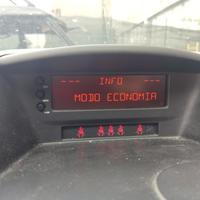 --- INFO ---
MODO ECONOMIA